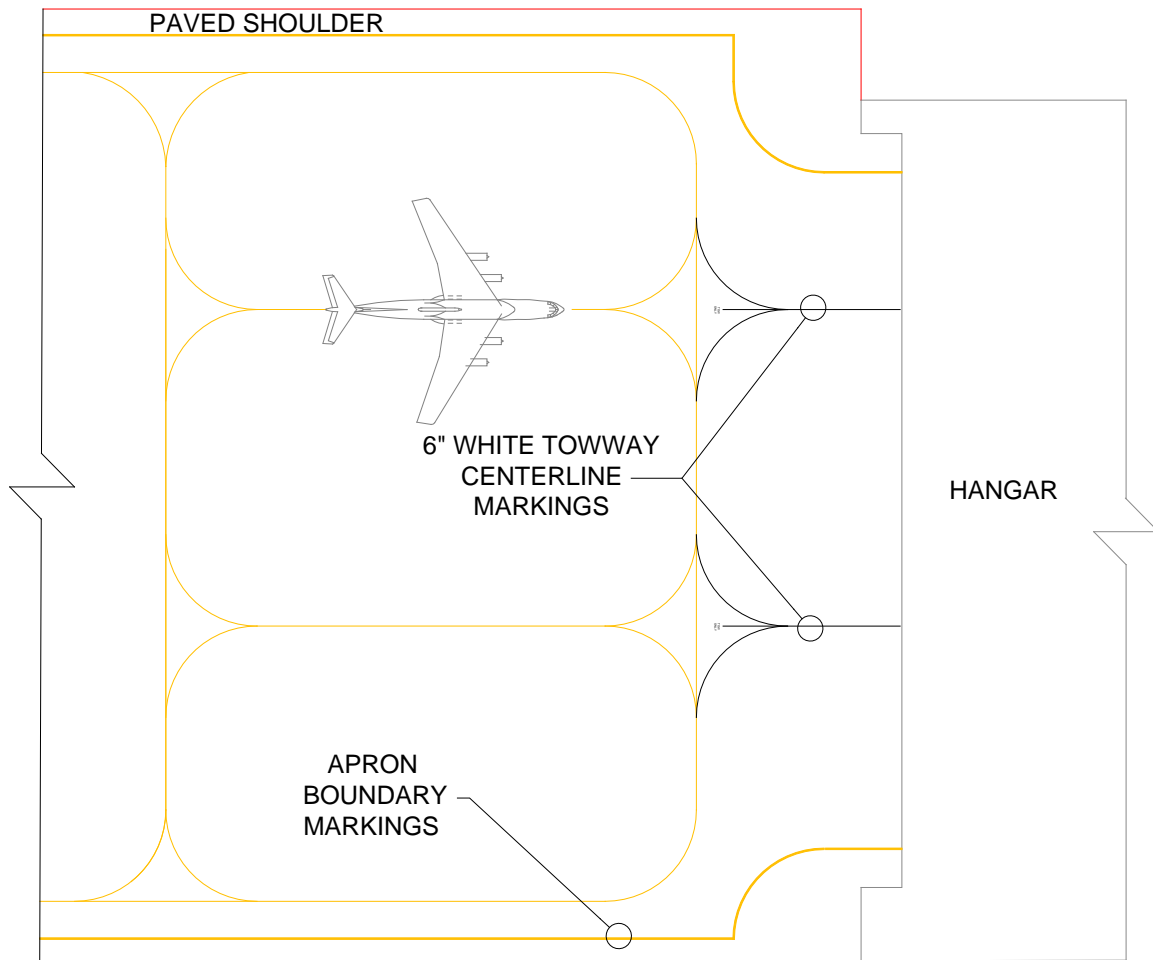 PAVED SHOULDER
6" WHITE TOWWAY
CENTERLINE
MARKINGS
HANGAR
APRON
BOUNDARY
MARKINGS